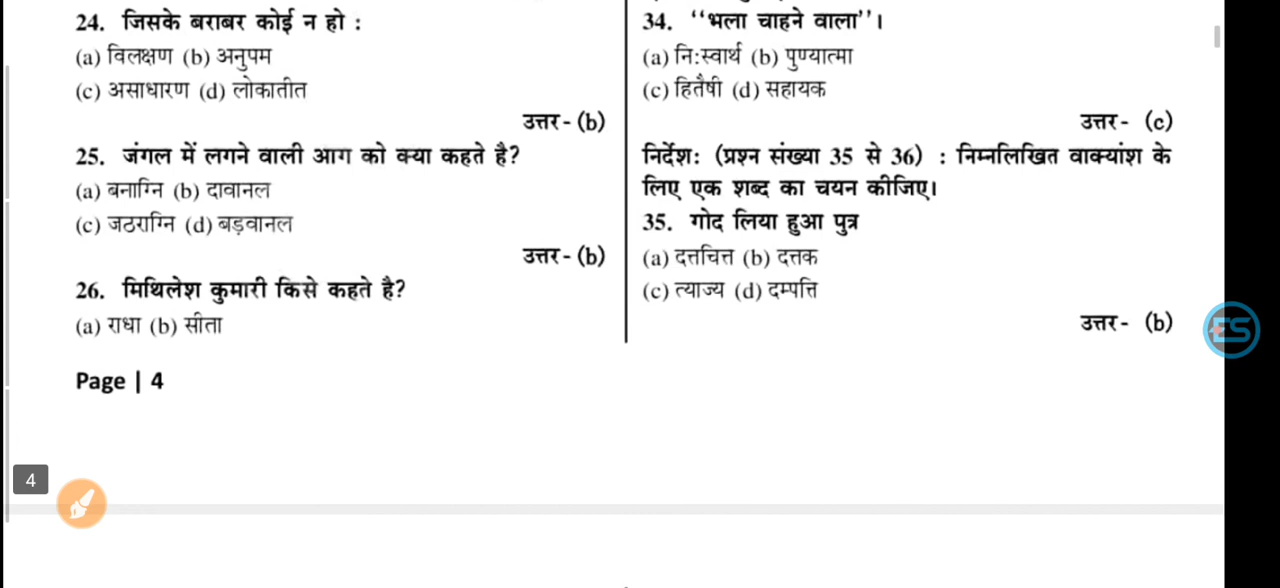 24. जिसके बराबर कोई न हो :
(a) विलक्षण (b) अनुपम
(c) असाधारण (d) लोकातीत
उत्तर - (b)
25. जंगल में लगने वाली आग को क्या कहते है?
(a) बनाग्नि (b) दावानल
(c) जठराग्नि (d) बड़वानल
उत्तर - (b)
26. मिथिलेश कुमारी किसे कहते है?
(a) राधा (b) सीता
34. ‘‘भला चाहने वाला’’।
(a) नि:स्वार्थ (b) पुण्यात्मा
(c) हितैषी (d) सहायक
उत्तर - (c)
निर्देश: (प्रश्न संख्या 35 से 36) : निम्नलिखित वाक्यांश के
लिए एक शब्द का चयन कीजिए।
35. गोद लिया हुआ पुत्र
(a) दत्तचित्त (b) दत्तक
(c) त्याज्य (d) दम्पत्ति
उत्तर - (b)
ES
Page | 4
4